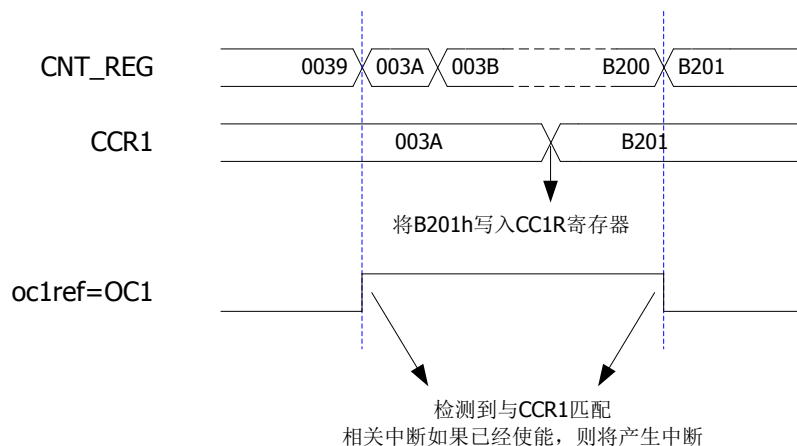 CNT_REG 0039 003A 003B B200 B201
CCR1 003A B201
将B201h写入CC1R寄存器
oc1ref=OC1
检测到与CCR1匹配
相关中断如果已经使能，则将产生中断